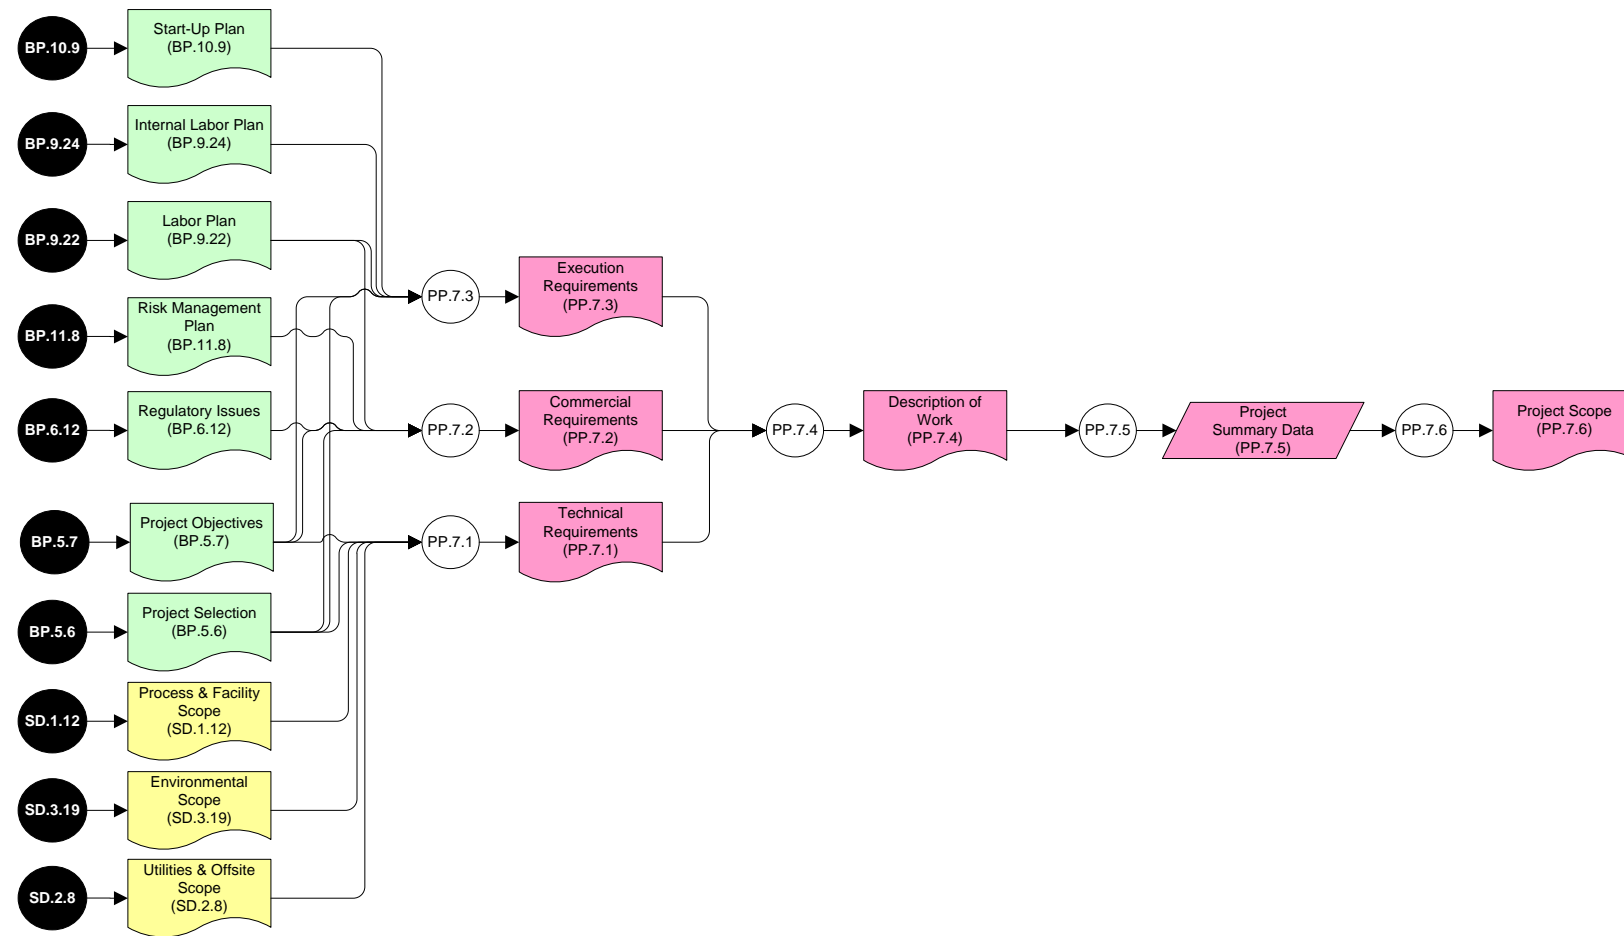 BP.10.9
Start-Up Plan
(BP.10.9)
BP.9.24
Internal Labor Plan
(BP.9.24)
BP.9.22
Labor Plan
(BP.9.22)
BP.11.8
Risk Management
Plan
(BP.11.8)
BP.6.12
Regulatory Issues
(BP.6.12)
BP.5.7
Project Objectives
(BP.5.7)
BP.5.6
Project Selection
(BP.5.6)
SD.1.12
Process & Facility
Scope
(SD.1.12)
SD.3.19
Environmental
Scope
(SD.3.19)
SD.2.8
Utilities & Offsite
Scope
(SD.2.8)
PP.7.3
Execution
Requirements
(PP.7.3)
PP.7.2
Commercial
Requirements
(PP.7.2)
PP.7.1
Technical
Requirements
(PP.7.1)
PP.7.4
Description of
Work
(PP.7.4)
PP.7.5
Project
Summary Data
(PP.7.5)
PP.7.6
Project Scope
(PP.7.6)